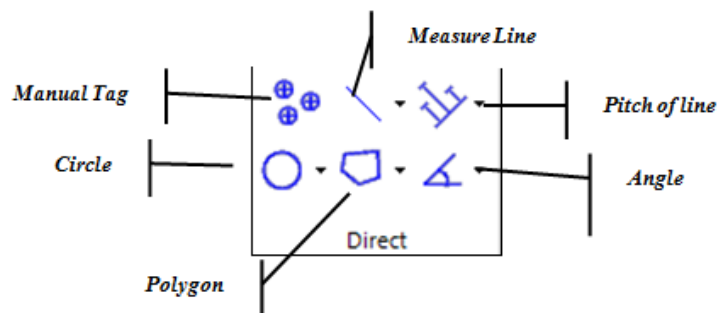 Measure Line
Manual Tag
Pitch of line
Circle
Angle
Direct
Polygon